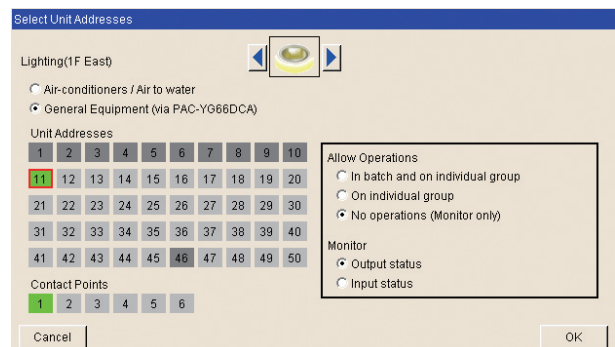 Select Unit Addresses
Lighting(1F East)
Air-conditioners / Air to water
General Equipment (via PAC-YG66DCA)
Unit Addresses
1 2 3 4 5 6 7 8 9 10
11 12 13 14 15 16 17 18 19 20
21 22 23 24 25 26 27 28 29 30
31 32 33 34 35 36 37 38 39 40
41 42 43 44 45 46 47 48 49 50
Contact Points
1 2 3 4 5 6
Allow Operations
In batch and on individual group
On individual group
No operations (Monitor only)
Monitor
Output status
Input status
Cancel
OK